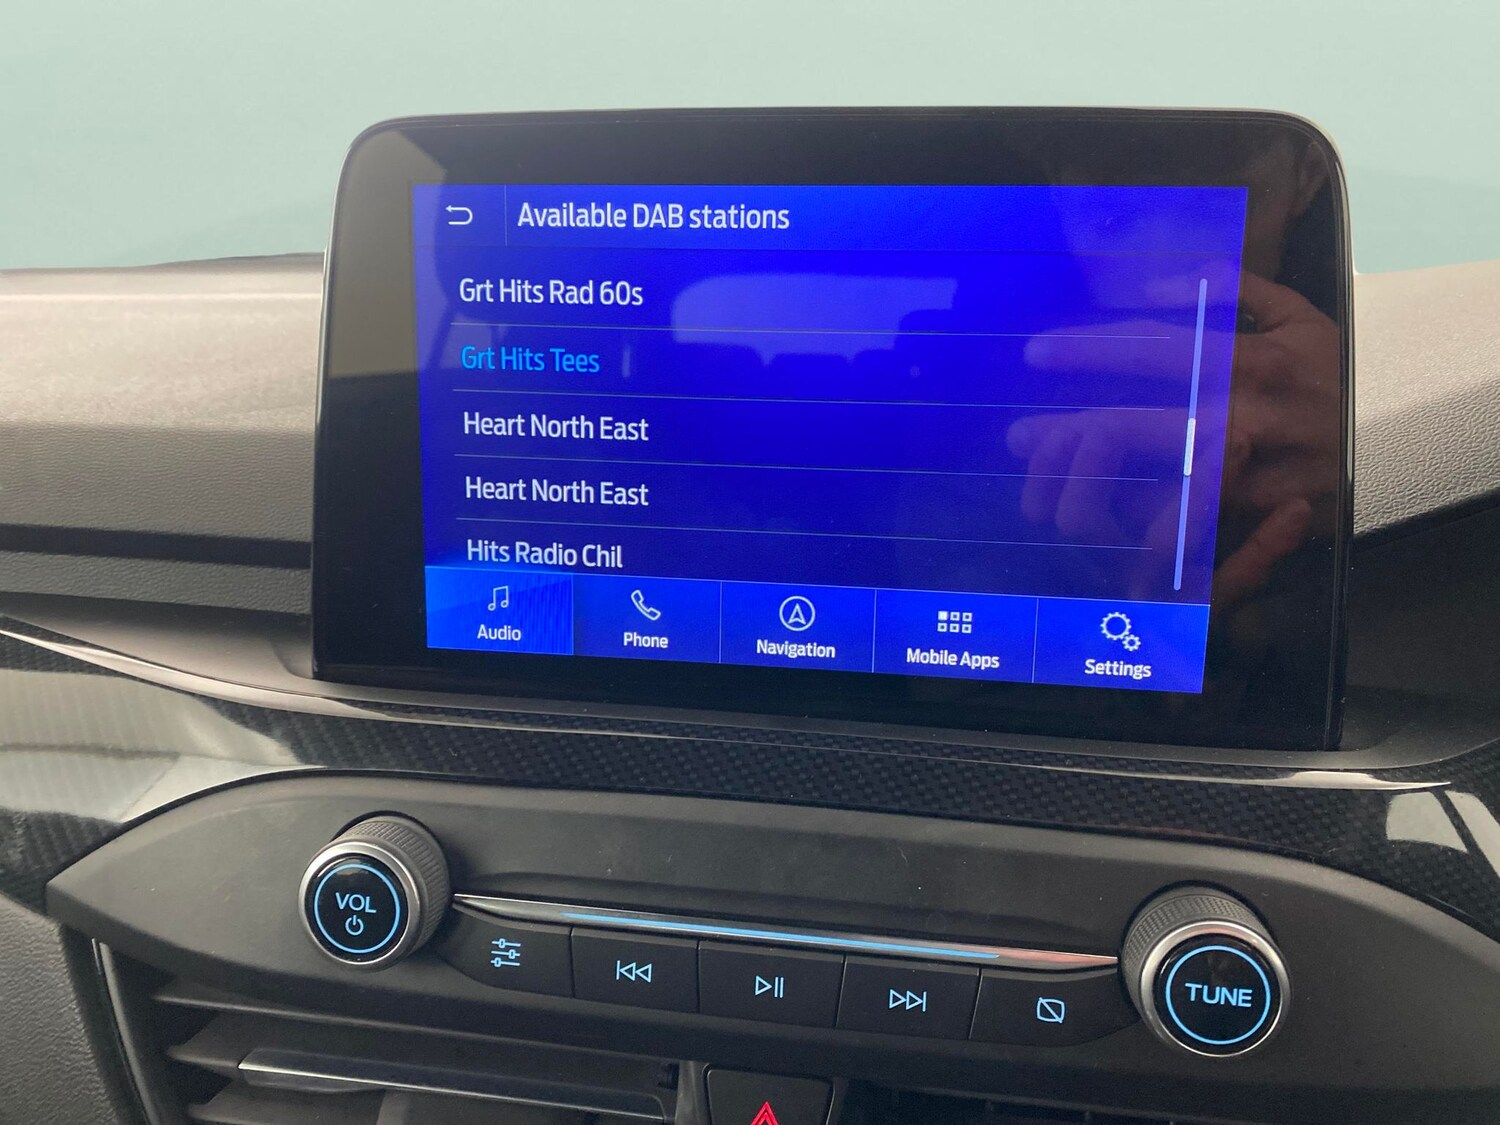 Available DAB stations
Grt Hits Rad 60s
Grt Hits Tees
Heart North East
Heart North East
Hits Radio Chil
Audio
Phone
Navigation
Mobile Apps
Settings
VOL
TUNE